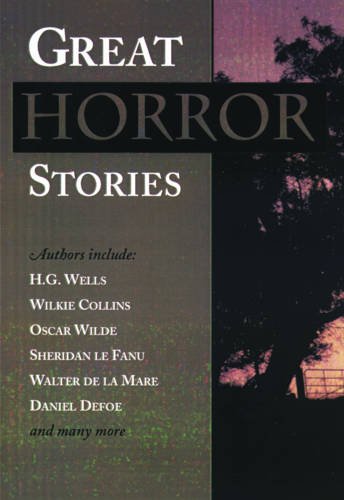 GREAT
HORROR
STORIES
Authors include:
H.G. WELLS
WILKIE COLLINS
OSCAR WILDE
SHERIDAN LE FANU
WALTER DE LA MARE
DANIEL DEFOE
and many more